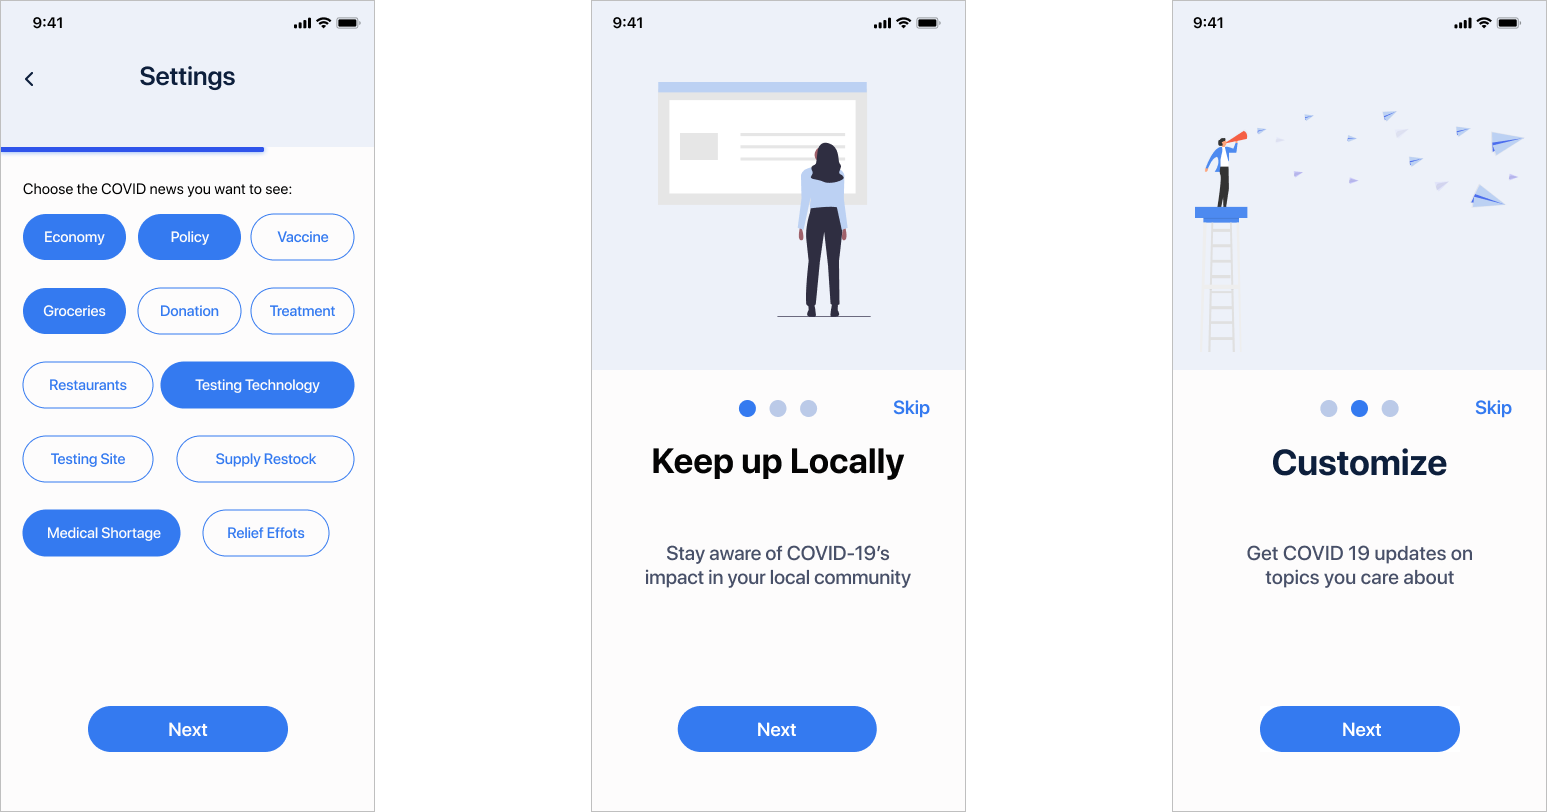 9:41
Settings
Choose the COVID news you want to see:
Economy
Policy
Vaccine
Groceries
Donation
Treatment
Restaurants
Testing Technology
Testing Site
Supply Restock
Medical Shortage
Relief Effots
Next
9:41
Skip
Keep up Locally
Stay aware of COVID-19’s
impact in your local community
Next
9:41
Skip
Customize
Get COVID 19 updates on
topics you care about
Next